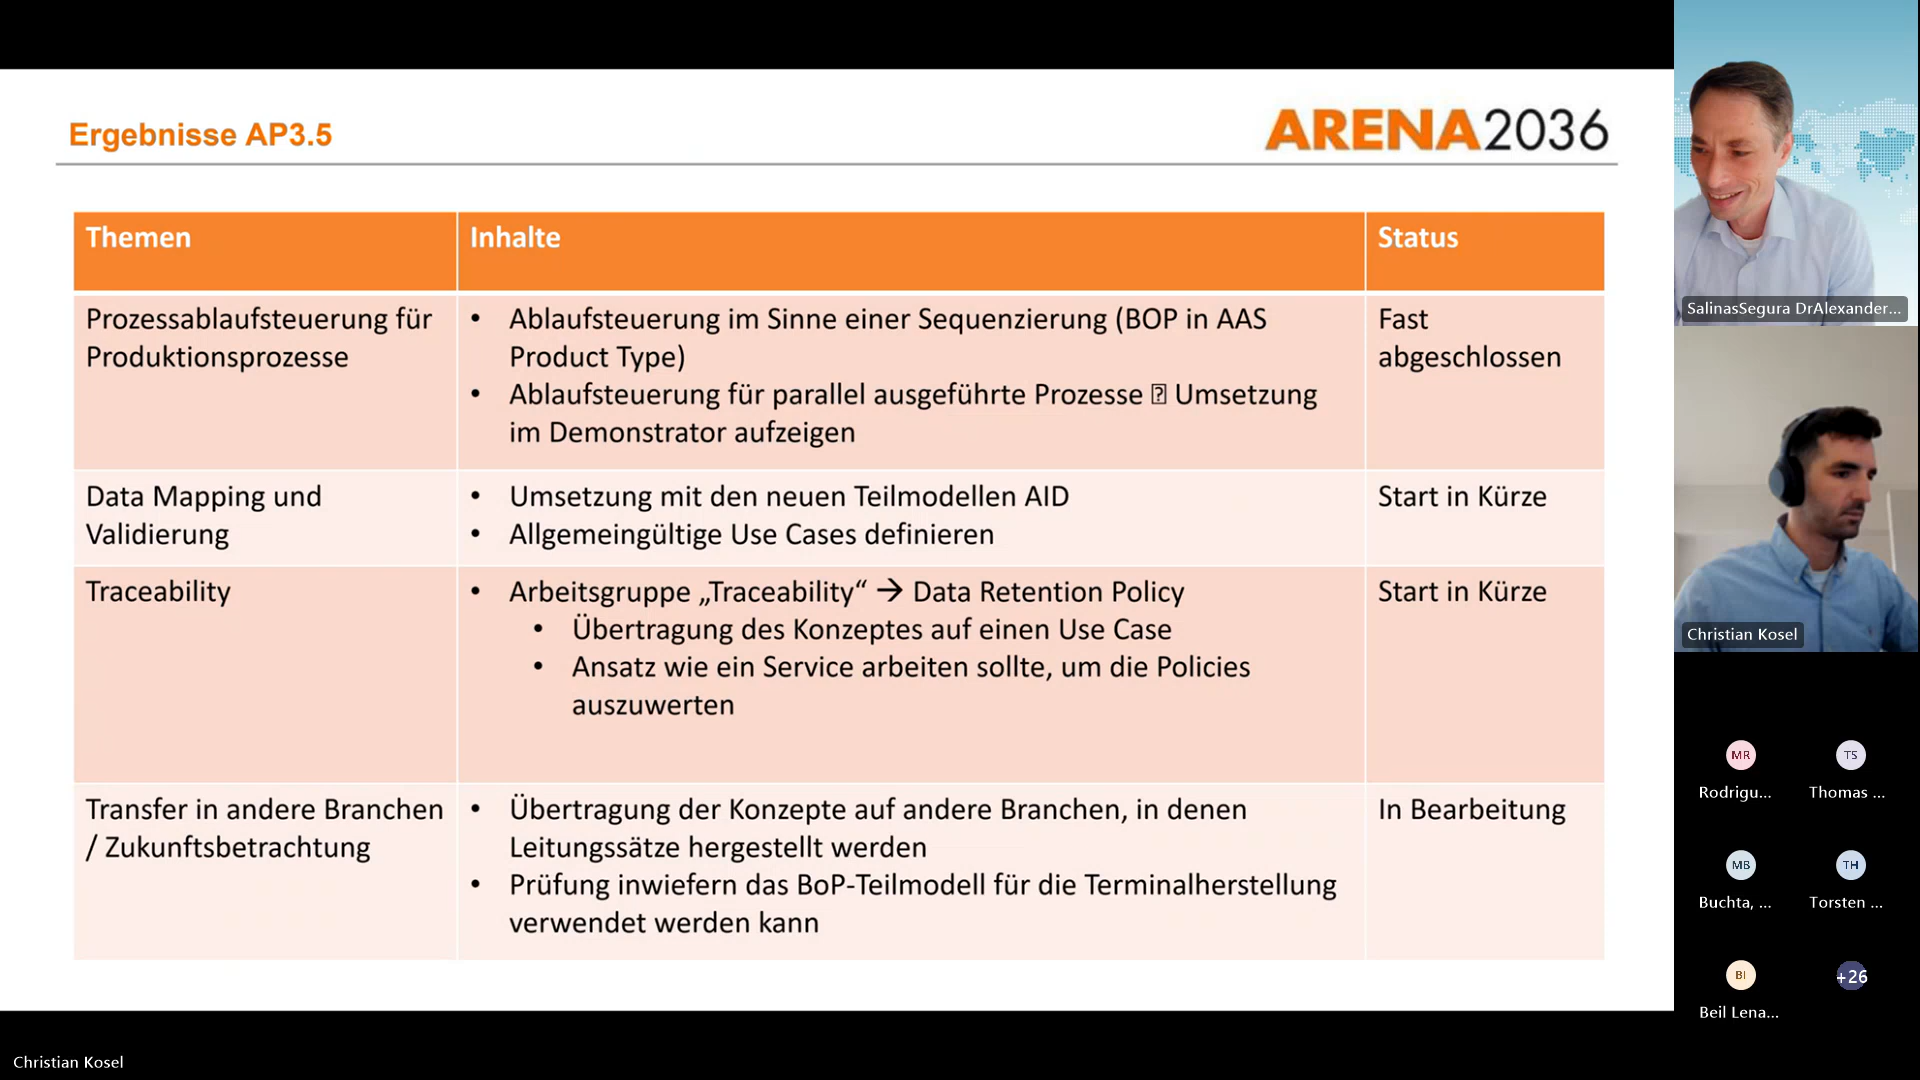 Ergebnisse AP3.5
ARENA2036
Themen
Inhalte
Status
Prozessablaufsteuerung für
Produktionsprozesse
• Ablaufsteuerung im Sinne einer Sequenzierung (BOP in AAS
Product Type)
• Ablaufsteuerung für parallel ausgeführte Prozesse ⍰ Umsetzung
im Demonstrator aufzeigen
Fast
abgeschlossen
Data Mapping und
Validierung
• Umsetzung mit den neuen Teilmodellen AID
• Allgemeingültige Use Cases definieren
Start in Kürze
Traceability
• Arbeitsgruppe „Traceability“ → Data Retention Policy
• Übertragung des Konzeptes auf einen Use Case
• Ansatz wie ein Service arbeiten sollte, um die Policies
auszuwerten
Start in Kürze
Transfer in andere Branchen
/ Zukunftsbetrachtung
• Übertragung der Konzepte auf andere Branchen, in denen
Leitungssätze hergestellt werden
• Prüfung inwiefern das BoP-Teilmodell für die Terminalherstellung
verwendet werden kann
In Bearbeitung
SalinasSegura DrAlexander...
Christian Kosel
MR
Rodrigu...
TS
Thomas ...
MB
Buchta, ...
TH
Torsten ...
BI
Beil Lena...
+26
Christian Kosel